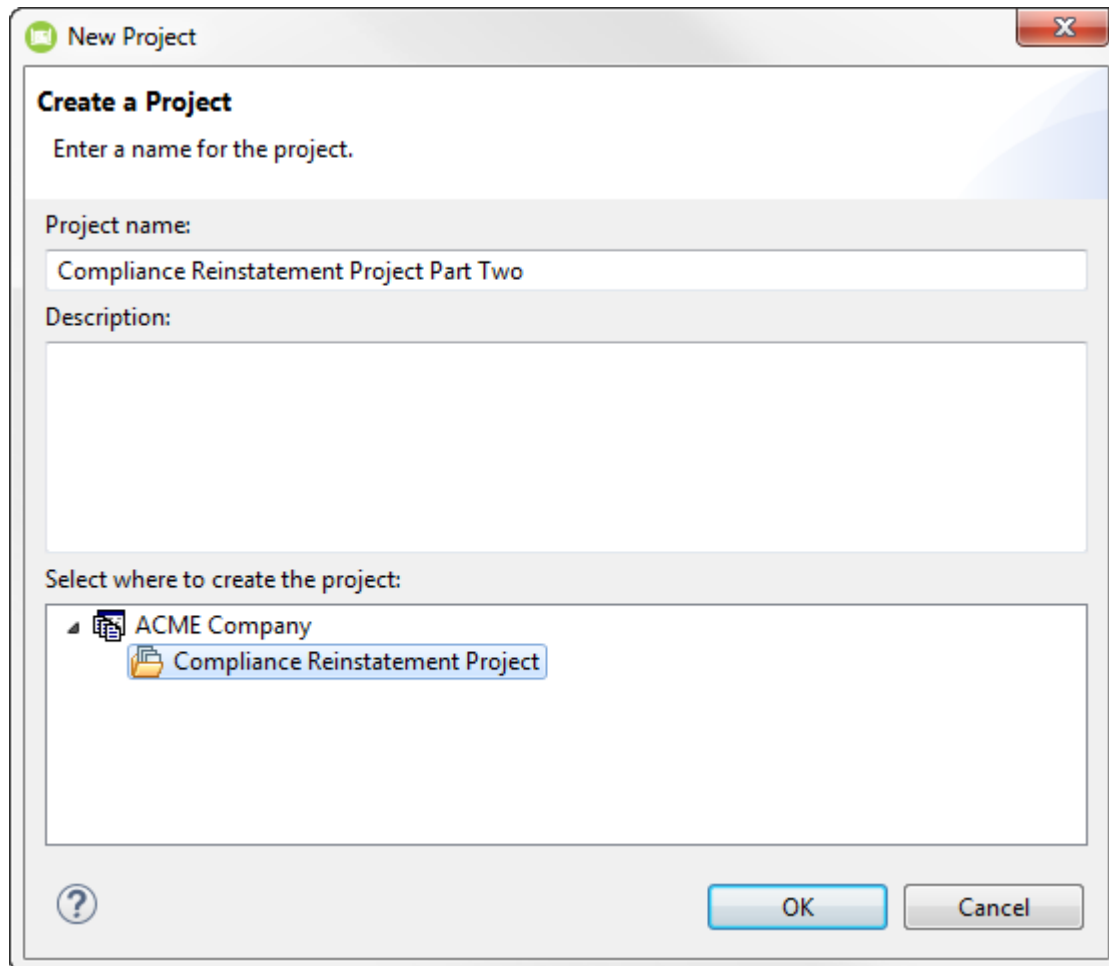 New Project
Create a Project
Enter a name for the project.
Project name:
Compliance Reinstatement Project Part Two
Description:
Select where to create the project:
ACME Company
Compliance Reinstatement Project
?
OK
Cancel